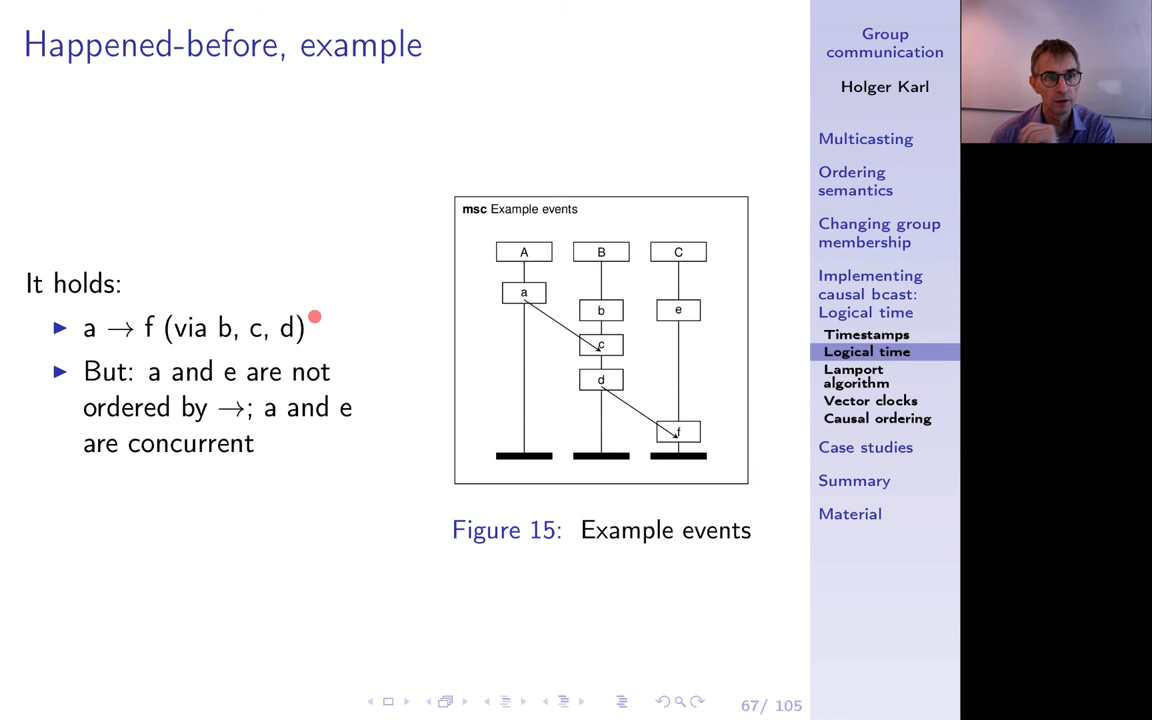 Happened-before, example
It holds:
▶ a → f (via b, c, d)
▶ But: a and e are not
ordered by →; a and e
are concurrent
msc Example events
A B C
a
b e
c
d
f
Figure 15: Example events
67/ 105
Group
communication
Holger Karl
Multicasting
Ordering
semantics
Changing group
membership
Implementing
causal bcast:
Logical time
Timestamps
Logical time
Lamport
algorithm
Vector clocks
Causal ordering
Case studies
Summary
Material